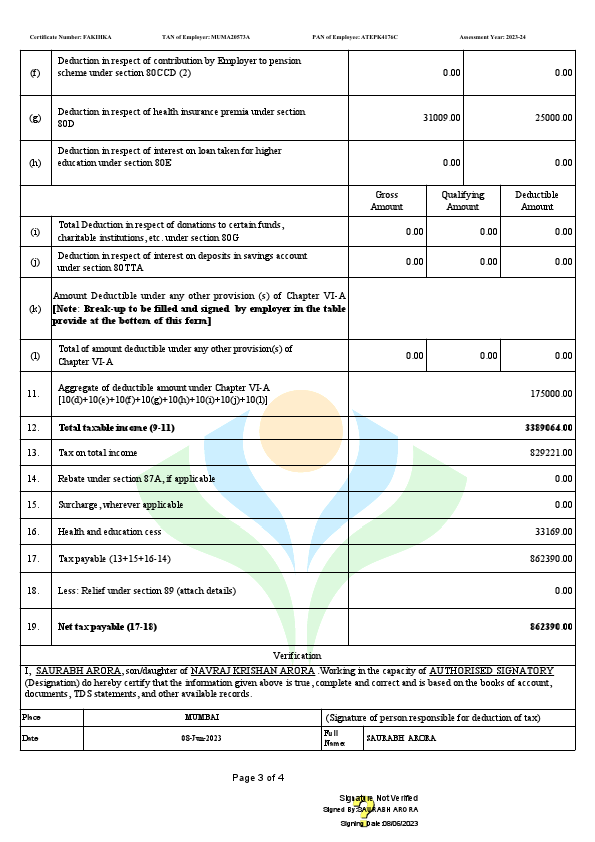 Certificate Number: FAKIHKA TAN of Employer: MUMA20573A PAN of Employee: ATEPK4176C Assessment Year: 2023-24
(f) Deduction in respect of contribution by Employer to pension
scheme under section 80CCD (2) 0.00 0.00
(g) Deduction in respect of health insurance premia under section
80D 31009.00 25000.00
(h) Deduction in respect of interest on loan taken for higher
education under section 80E 0.00 0.00
Gross Amount Qualifying Amount Deductible Amount
(i) Total Deduction in respect of donations to certain funds,
charitable institutions, etc. under section 80G 0.00 0.00 0.00
(j) Deduction in respect of interest on deposits in savings account
under section 80TTA 0.00 0.00 0.00
(k) Amount Deductible under any other provision (s) of Chapter VI-A
[Note: Break-up to be filled and signed by employer in the table
provide at the bottom of this form]
(l) Total of amount deductible under any other provision(s) of
Chapter VI-A 0.00 0.00 0.00
11. Aggregate of deductible amount under Chapter VI-A
[10(d)+10(e)+10(f)+10(g)+10(h)+10(i)+10(j)+10(l)] 175000.00
12. Total taxable income (9-11) 3389064.00
13. Tax on total income 829221.00
14. Rebate under section 87A, if applicable 0.00
15. Surcharge, wherever applicable 0.00
16. Health and education cess 33169.00
17. Tax payable (13+15+16-14) 862390.00
18. Less: Relief under section 89 (attach details) 0.00
19. Net tax payable (17-18) 862390.00
Verification
I, SAURABH ARORA, son/daughter of NAVRAJ KRISHAN ARORA .Working in the capacity of AUTHORISED SIGNATORY
(Designation) do hereby certify that the information given above is true, complete and correct and is based on the books of account,
documents, TDS statements, and other available records.
Place MUMBAI (Signature of person responsible for deduction of tax)
Date 08-Jun-2023 Full Name: SAURABH ARORA
Page 3 of 4
Signature Not Verified
Signed By:SAURABH ARORA
Signing Date:08/06/2023